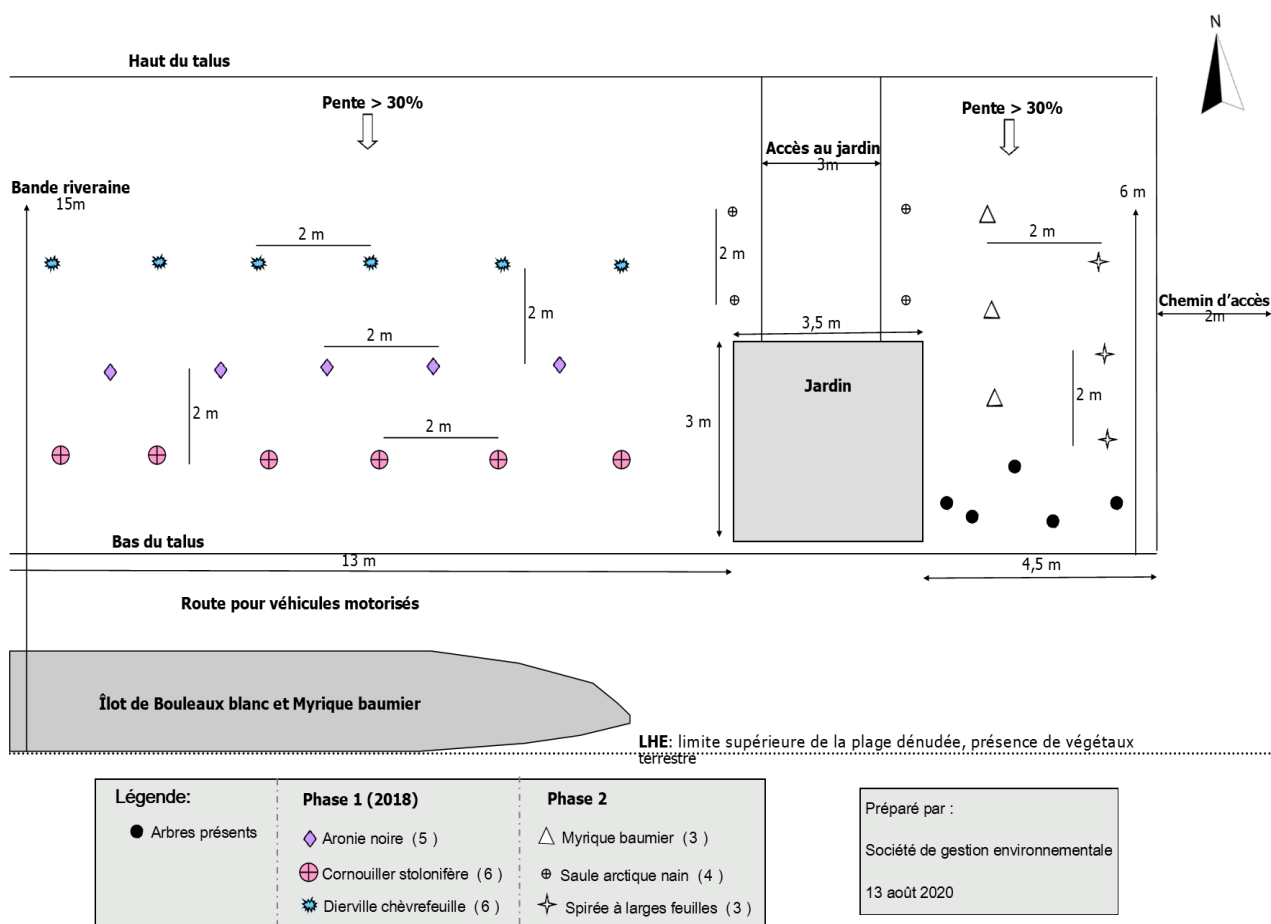 N
Haut du talus
Pente > 30%
Pente > 30%
Accès au jardin
3m
Bande riveraine
15m
6 m
2 m
2 m
2 m
2 m
Chemin d'accès
2m
3,5 m
2 m
Jardin
2 m
2 m
3 m
2 m
Bas du talus
13 m
4,5 m
Route pour véhicules motorisés
Îlot de Bouleaux blanc et Myrique baumier
LHE: limite supérieure de la plage dénudée, présence de végétaux
terrestre
Légende:
Arbres présents
Phase 1 (2018)
Aronie noire (5)
Cornouiller stolonifère (6)
Dierville chèvrefeuille (6)
Phase 2
Myrique baumier (3)
Saule arctique nain (4)
Spirée à larges feuilles (3)
Préparé par :
Société de gestion environnementale
13 août 2020